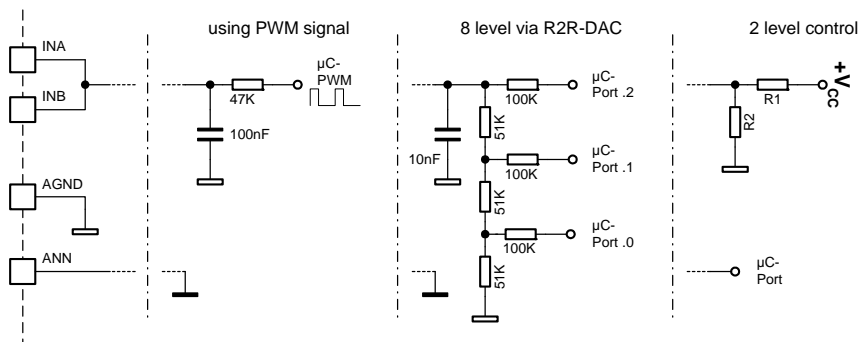 using PWM signal
8 level via R2R-DAC
2 level control
INA
INB
AGND
ANN
47K
µC-
PWM
100nF
10nF
100K
µC-
Port .2
51K
100K
µC-
Port .1
51K
100K
µC-
Port .0
51K
R1
R2
+VCC
µC-
Port